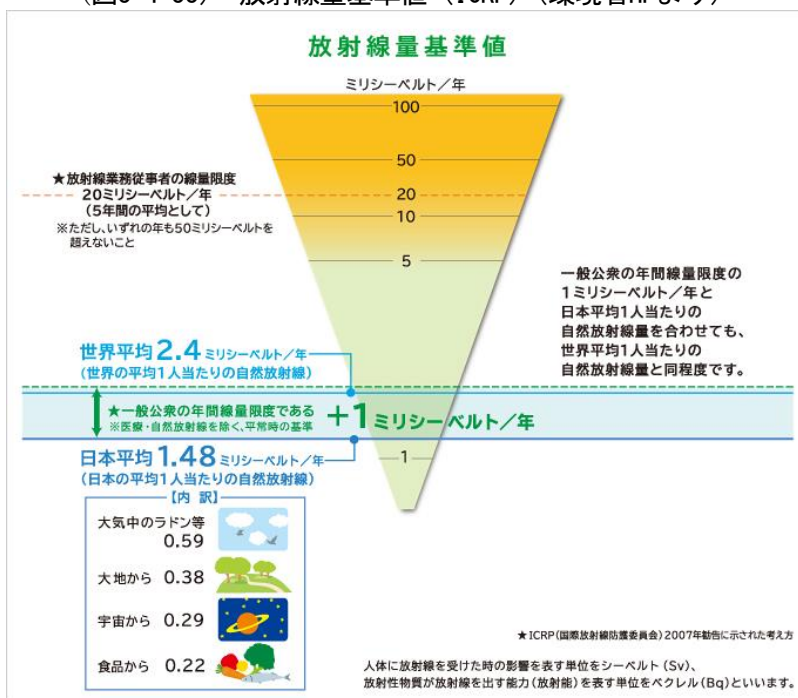 放射線量基準値
ミリシーベルト／年
100
50
★放射線業務従事者の線量限度
20ミリシーベルト／年
（5年間の平均として）
※ただし、いずれの年も50ミリシーベルトを
超えないこと
20
10
5
一般公衆の年間線量限度の
1ミリシーベルト／年と
日本平均1人当たりの
自然放射線量を合わせても、
世界平均1人当たりの
自然放射線量と同程度です。
世界平均2.4ミリシーベルト／年
（世界の平均1人当たりの自然放射線）
★一般公衆の年間線量限度である
※医療・自然放射線を除く、平常時の基準
+1ミリシーベルト／年
日本平均1.48ミリシーベルト／年
（日本の平均1人当たりの自然放射線）
1
【内 訳】
大気中のラドン等
0.59
大地から 0.38
宇宙から 0.29
食品から 0.22
★ICRP（国際放射線防護委員会）2007年勧告に示された考え方
人体に放射線を受けた時の影響を表す単位をシーベルト（Sv）、
放射性物質が放射線を出す能力（放射能）を表す単位をベクレル（Bq）といいます。